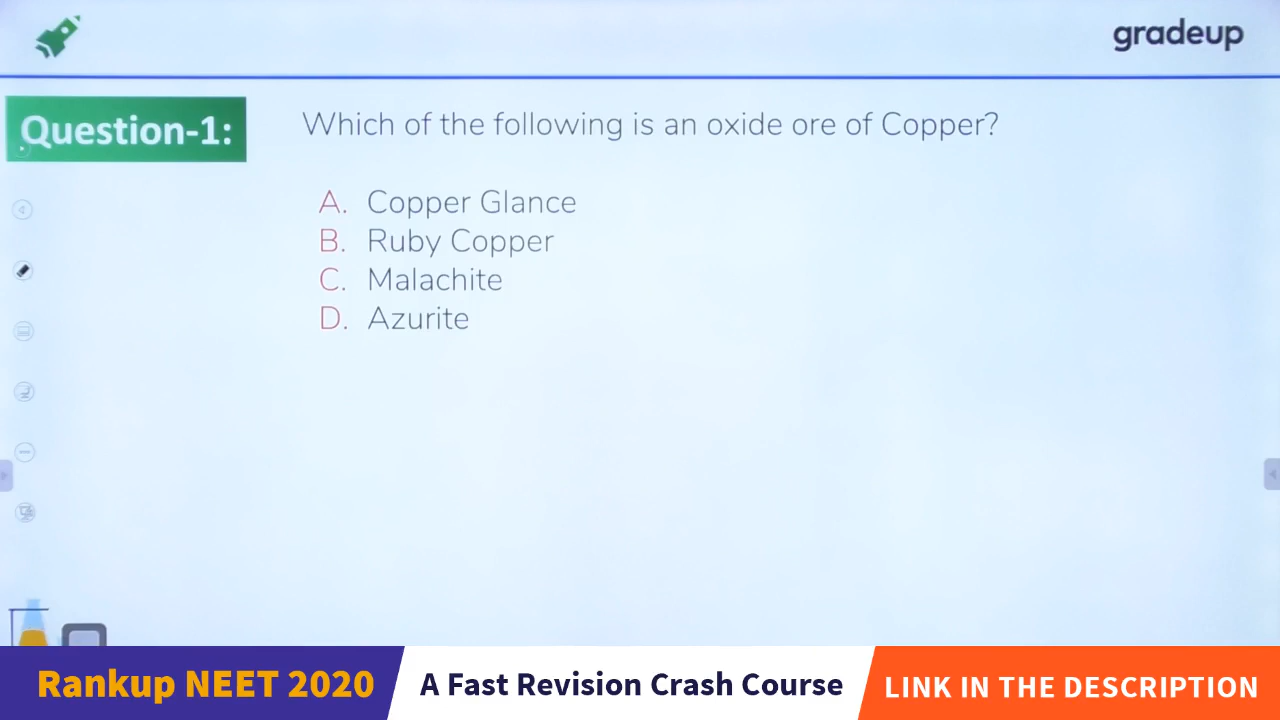 gradeup
Question-1:
Which of the following is an oxide ore of Copper?
A. Copper Glance
B. Ruby Copper
C. Malachite
D. Azurite
Rankup NEET 2020
A Fast Revision Crash Course
LINK IN THE DESCRIPTION